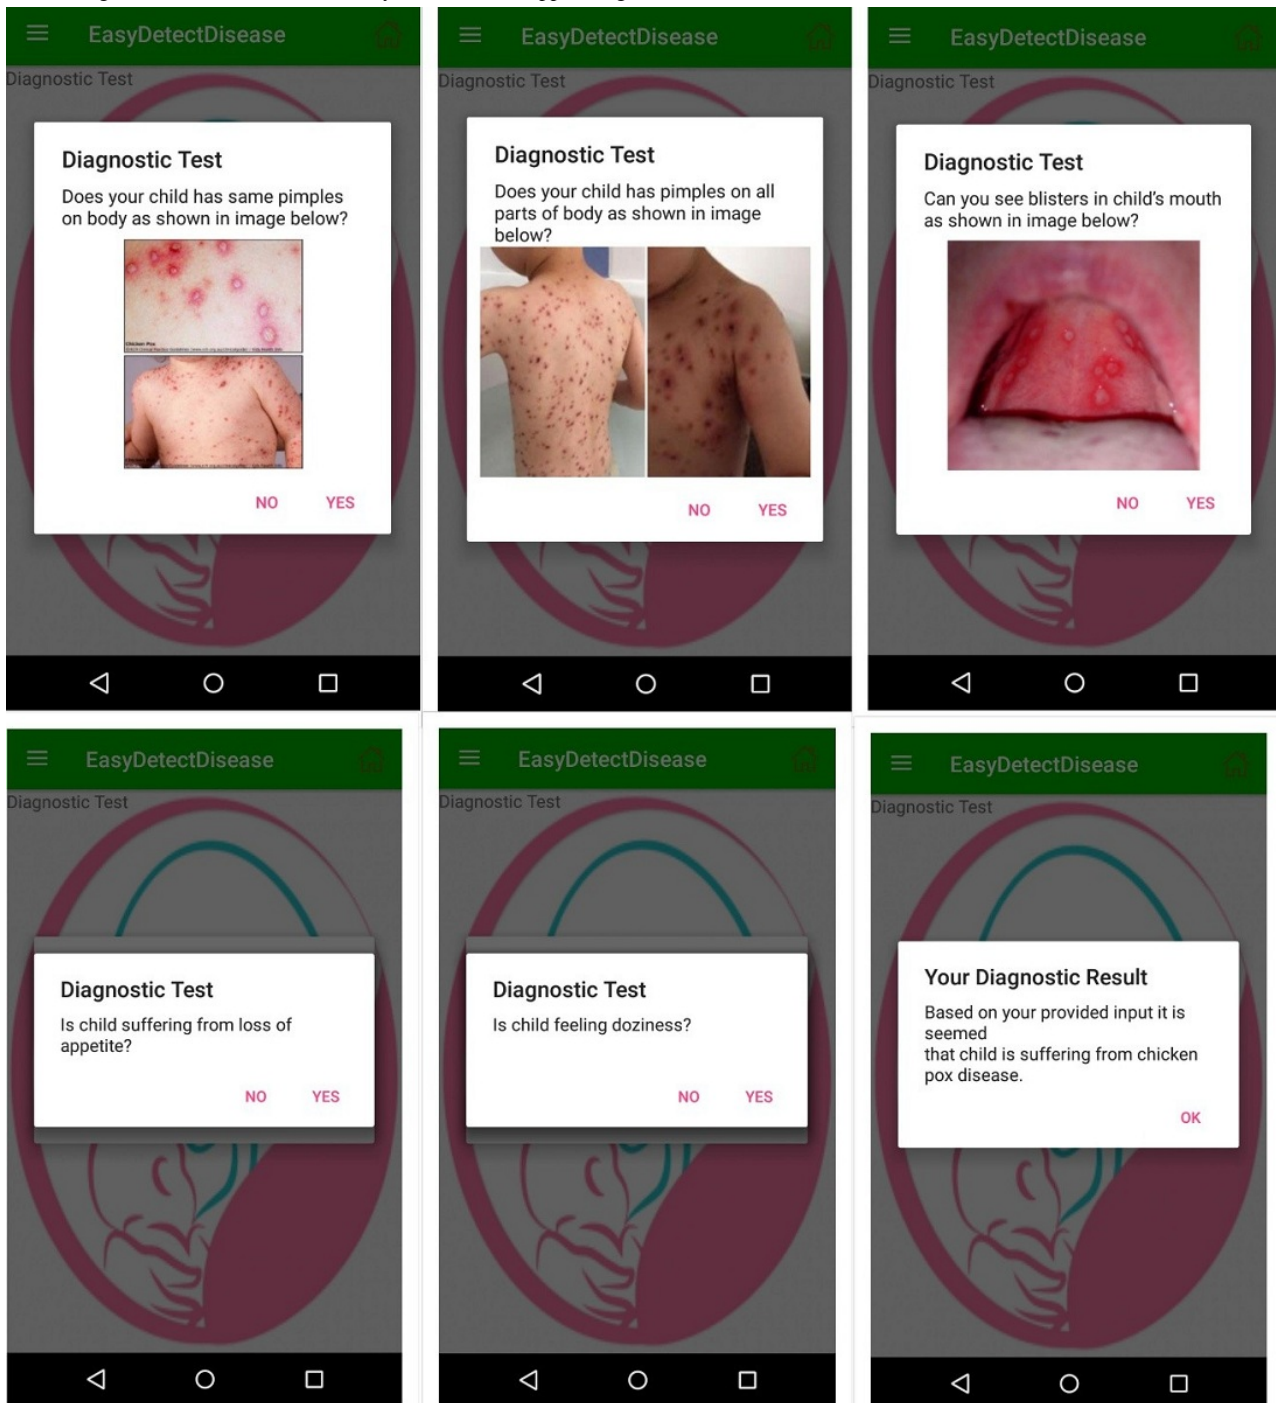 EasyDetectDisease
Diagnostic Test
Diagnostic Test
Does your child has same pimples
on body as shown in image below?
Chicken Pox
NO YES
EasyDetectDisease
Diagnostic Test
Diagnostic Test
Does your child has pimples on all
parts of body as shown in image
below?
NO YES
EasyDetectDisease
Diagnostic Test
Diagnostic Test
Can you see blisters in child's mouth
as shown in image below?
NO YES
EasyDetectDisease
Diagnostic Test
Diagnostic Test
Is child suffering from loss of
appetite?
NO YES
EasyDetectDisease
Diagnostic Test
Diagnostic Test
Is child feeling doziness?
NO YES
EasyDetectDisease
Diagnostic Test
Your Diagnostic Result
Based on your provided input it is
seemed
that child is suffering from chicken
pox disease.
OK